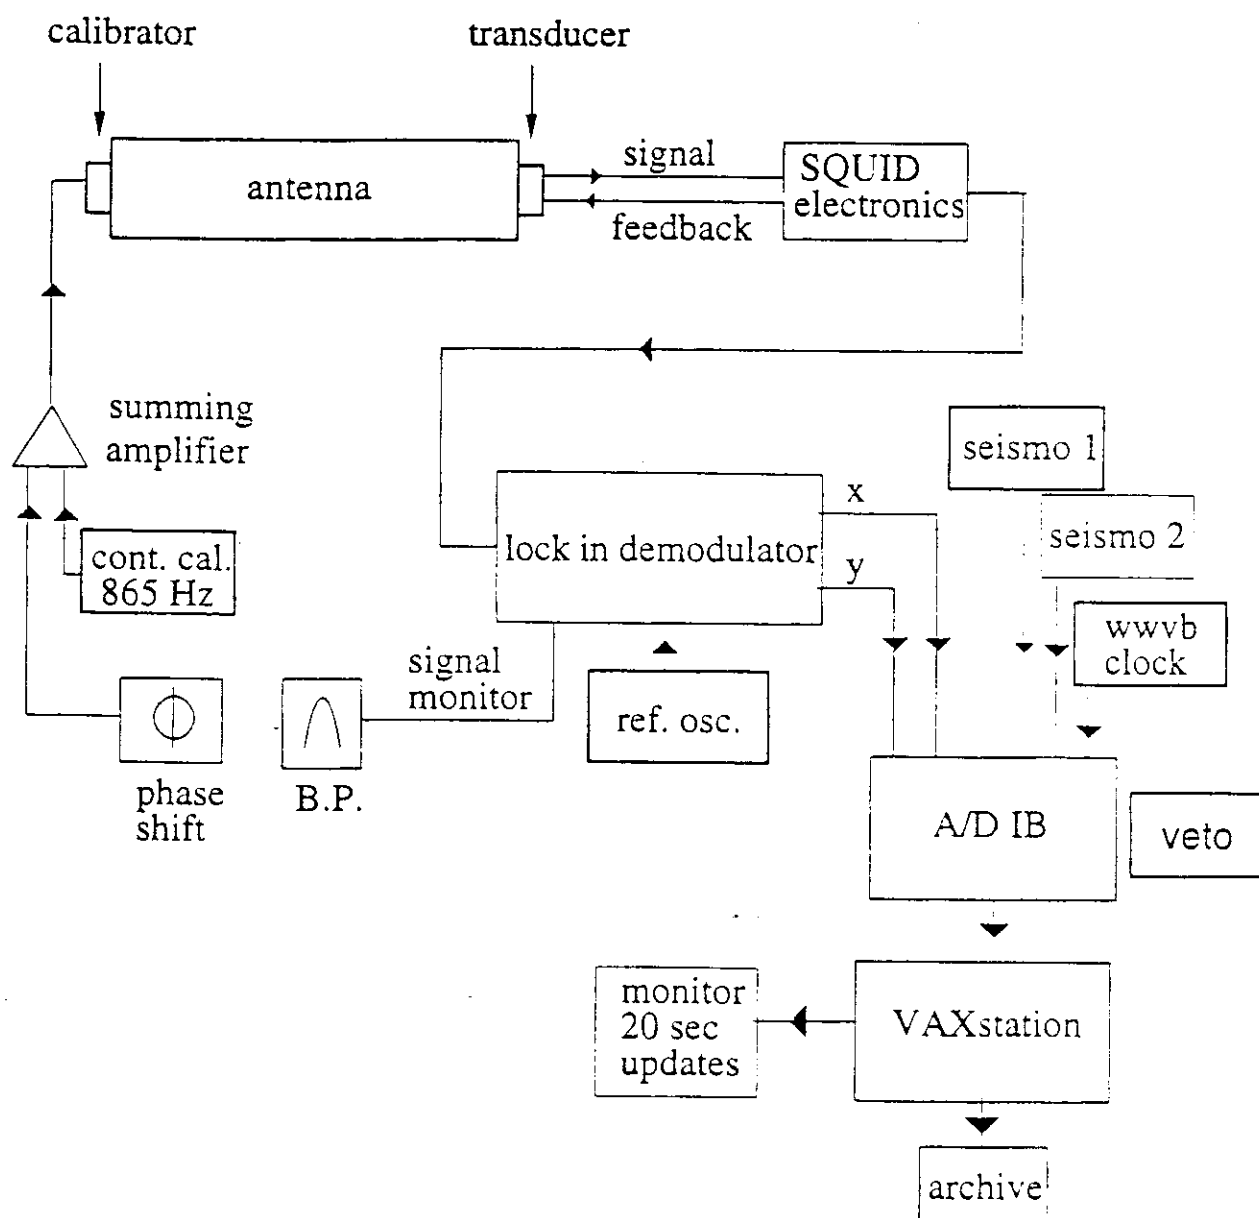 calibrator
transducer
antenna
signal
feedback
SQUID
electronics
summing
amplifier
cont. cal.
865 Hz
phase
shift
B.P.
signal
monitor
lock in demodulator
x
y
ref. osc.
seismo 1
seismo 2
wwvb
clock
A/D IB
veto
VAXstation
monitor
20 sec
updates
archive